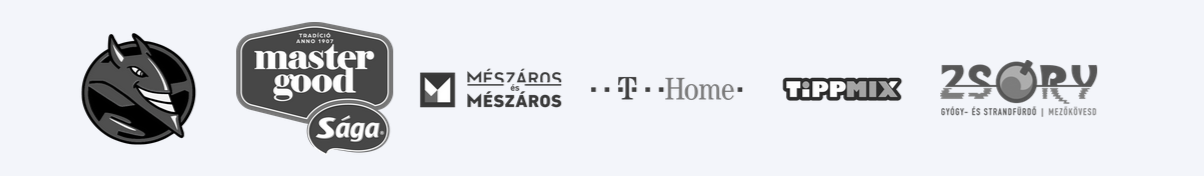 TRADÍCIÓ
ANNO 1907
master
good
Sága
MÉSZÁROS
és
MÉSZÁROS
T Home
TiPPMIX
ZSÓRY
GYÓGY- ÉS STRANDFÜRDŐ | MEZŐKÖVESD